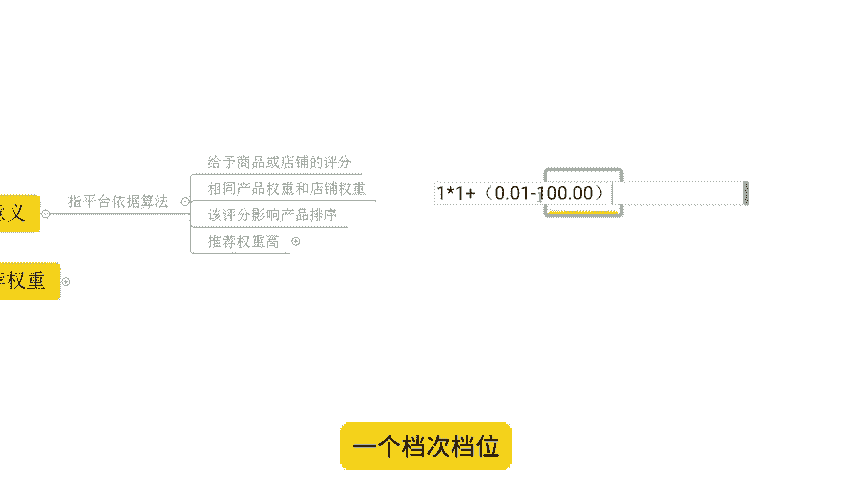 给予商品或店铺的评分
指平台依据算法
相同产品权重和店铺权重
该评分影响产品排序
推荐权重高
意义
权重
1*1+（0.01-100.00）
一个档次档位